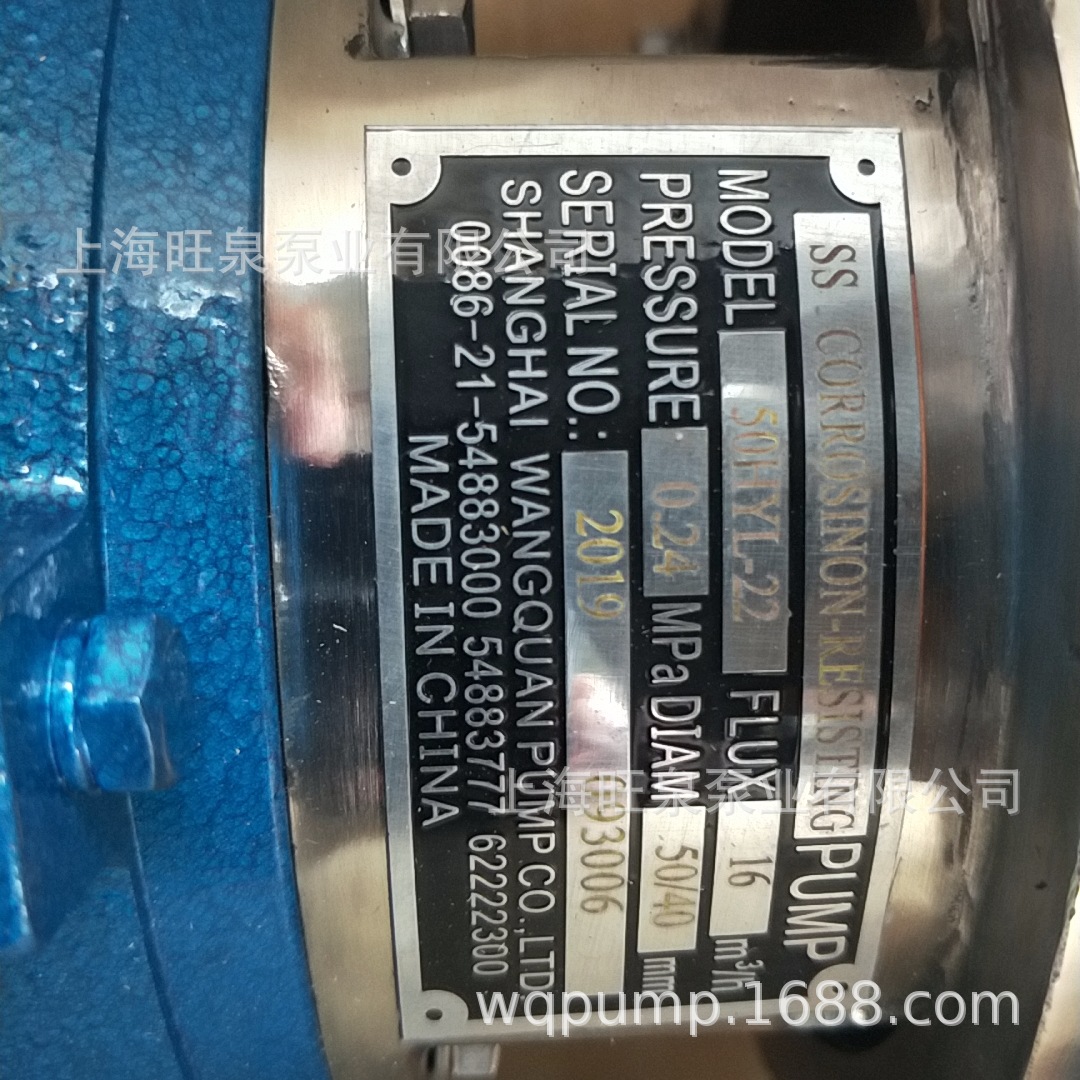 SS CORROSINON-RESISTING PUMP
MODEL 50HYL-22 FLUX 16 m³/h
PRESSURE 0.24 MPa DIAM 50/40 mm
SERIAL NO.: 2019 093006
SHANGHAI WANGQUAN PUMP CO.,LTD
0086-21-54883000 54883777 62222300
MADE IN CHINA
上海旺泉泵业有限公司
上海旺泉泵业有限公司
wqpump.1688.com